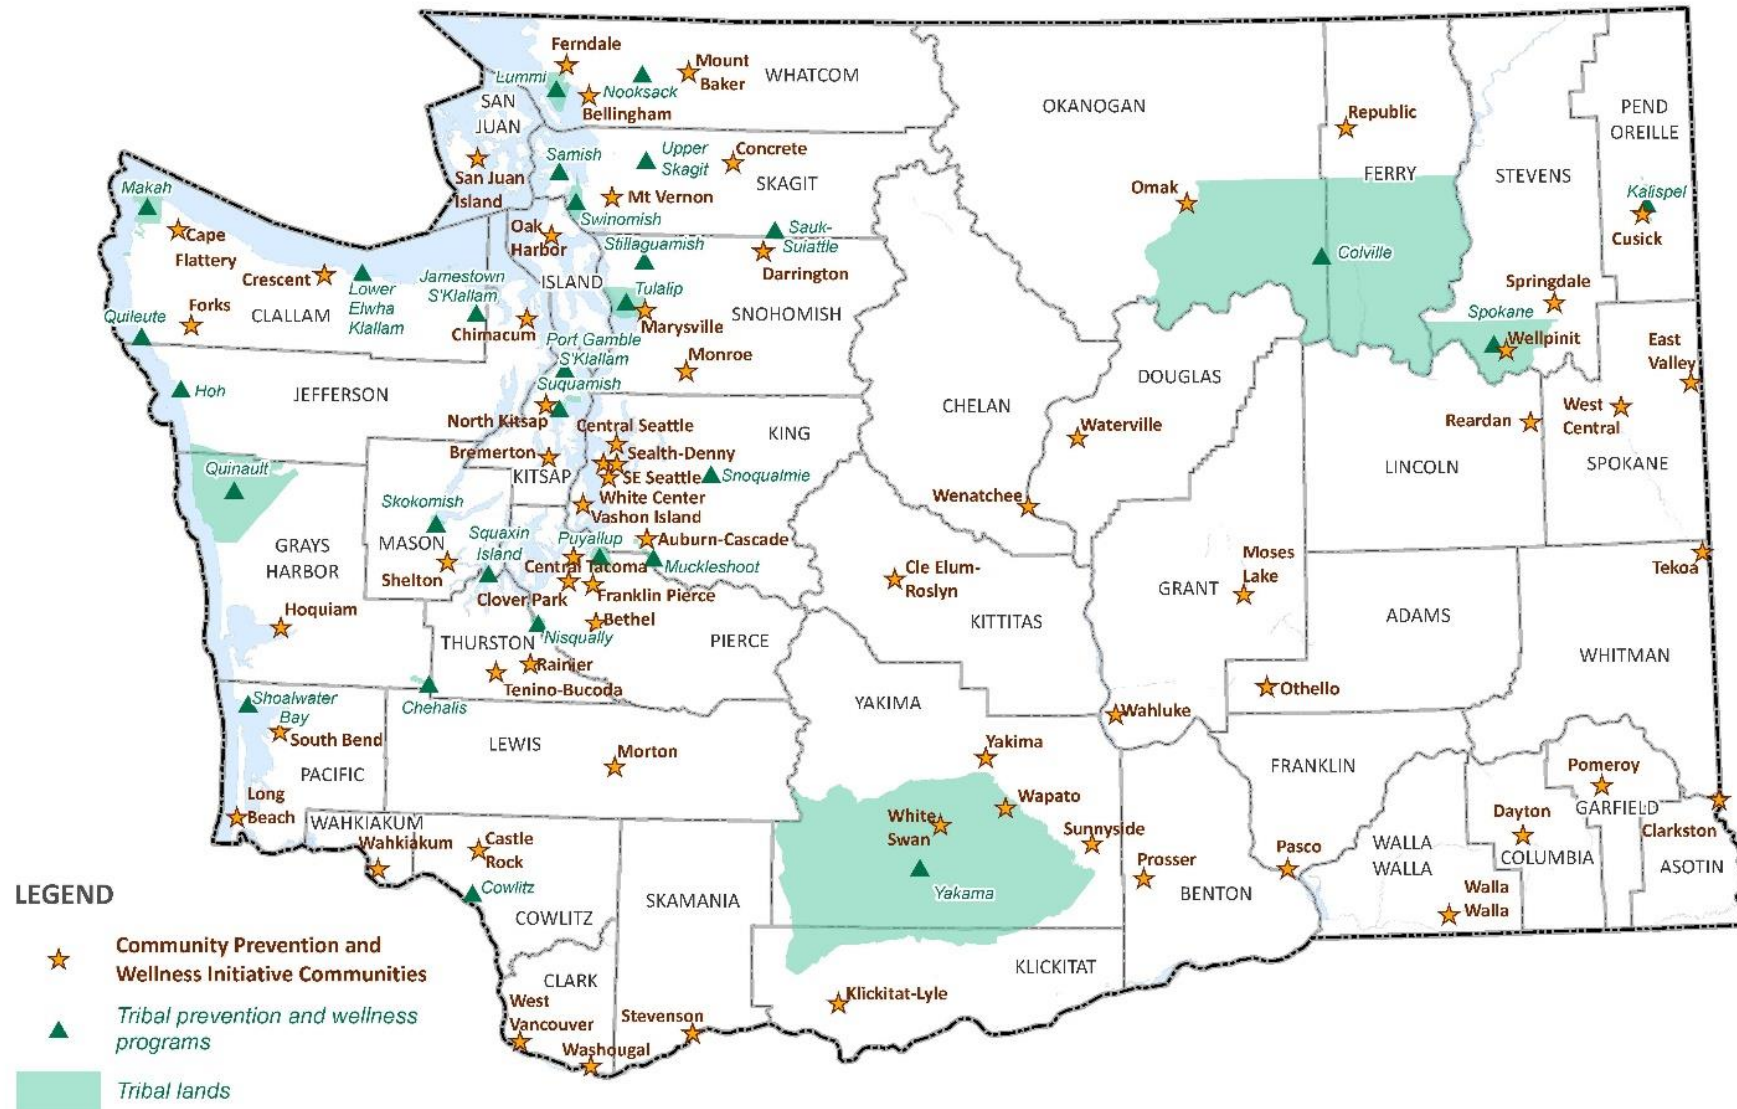 Ferndale
Mount
Baker
WHATCOM
Lummi
Nooksack
Bellingham
SAN
JUAN
OKANOGAN
Republic
PEND
OREILLE
San Juan
Island
Samish
Upper
Skagit
Concrete
SKAGIT
Mt Vernon
Swinomish
FERRY
STEVENS
Omak
Kalispel
Cusick
Makah
Cape
Flattery
Oak
Harbor
Stillaguamish
Sauk-
Suiattle
Darrington
Colville
Crescent
Lower
Elwha
Klallam
Jamestown
S'Klallam
ISLAND
Tulalip
Marysville
SNOHOMISH
Springdale
Spokane
Wellpinit
East
Valley
Forks
CLALLAM
Quileute
Chimacum
Port Gamble
S'Klallam
Monroe
Suquamish
DOUGLAS
Hoh
JEFFERSON
CHELAN
North Kitsap
Central Seattle
KING
Waterville
Reardan
West
Central
Bremerton
Sealth-Denny
KITSAP
SE Seattle
Snoqualmie
LINCOLN
SPOKANE
Quinault
White Center
Vashon Island
Wenatchee
Skokomish
MASON
Squaxin
Island
Puyallup
Auburn-Cascade
GRAYS
HARBOR
Shelton
Central Tacoma
Muckleshoot
Cle Elum-
Roslyn
Moses
Lake
Tekoa
Clover Park
Franklin Pierce
GRANT
Hoquiam
Bethel
KITTITAS
ADAMS
THURSTON
Nisqually
PIERCE
Rainier
Tenino-Bucoda
WHITMAN
Othello
Chehalis
Shoalwater
Bay
YAKIMA
Wahluke
South Bend
LEWIS
Morton
Yakima
PACIFIC
FRANKLIN
Pomeroy
Long
Beach
WAHKIAKUM
Wahkiakum
Castle
Rock
White
Swan
Wapato
Sunnyside
GARFIELD
Dayton
Clarkston
Prosser
Pasco
WALLA
WALLA
COLUMBIA
ASOTIN
Cowlitz
Yakama
BENTON
Walla
Walla
SKAMANIA
COWLITZ
KLICKITAT
CLARK
Klickitat-Lyle
West
Vancouver
Stevenson
Washougal
LEGEND
Community Prevention and
Wellness Initiative Communities
Tribal prevention and wellness
programs
Tribal lands